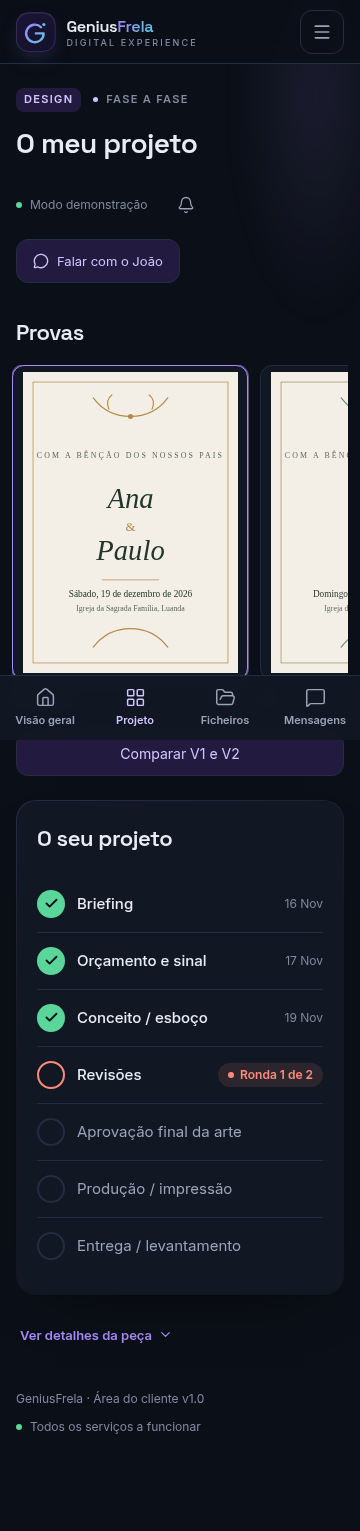 GeniusFrela
DIGITAL EXPERIENCE
DESIGN
FASE A FASE
O meu projeto
Modo demonstração
Falar com o João
Provas
COM A BÊNÇÃO DOS NOSSOS PAIS
Ana
&
Paulo
Sábado, 19 de dezembro de 2026
Igreja da Sagrada Família, Luanda
COM A
Domingo
Igreja
Visão geral
Projeto
Ficheiros
Mensagens
Comparar V1 e V2
O seu projeto
Briefing
16 Nov
Orçamento e sinal
17 Nov
Conceito / esboço
19 Nov
Revisões
Ronda 1 de 2
Aprovação final da arte
Produção / impressão
Entrega / levantamento
Ver detalhes da peça
GeniusFrela · Área do cliente v1.0
Todos os serviços a funcionar